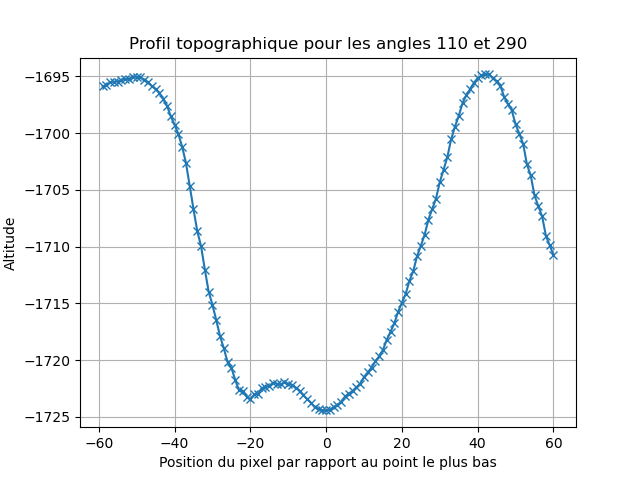 Profil topographique pour les angles 110 et 290
Altitude
−1695
−1700
−1705
−1710
−1715
−1720
−1725
−60 −40 −20 0 20 40 60
Position du pixel par rapport au point le plus bas